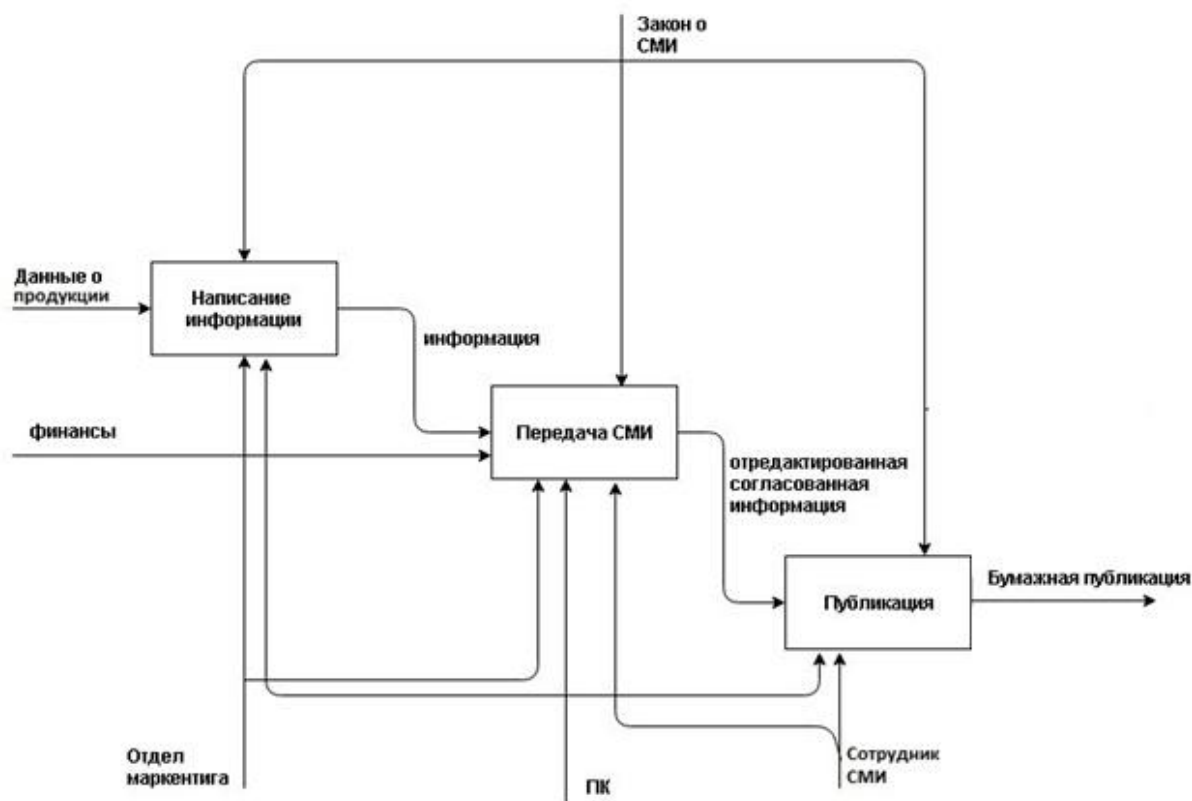 Закон о
СМИ
Данные о
продукции
Написание
информации
информация
финансы
Передача СМИ
отредактированная
согласованная
информация
Бумажная публикация
Публикация
Отдел
маркентига
ПК
Сотрудник
СМИ